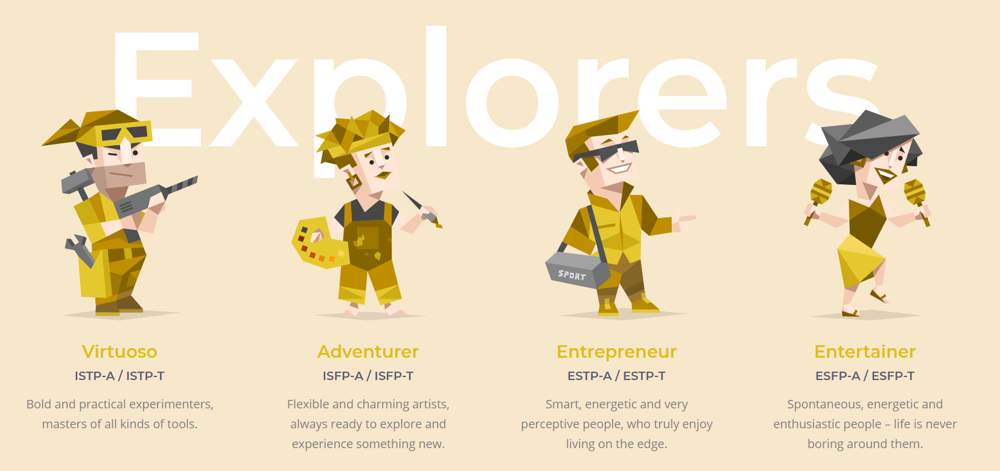 Explorers
SPORT
Virtuoso
ISTP-A / ISTP-T
Bold and practical experimenters,
masters of all kinds of tools.
Adventurer
ISFP-A / ISFP-T
Flexible and charming artists,
always ready to explore and
experience something new.
Entrepreneur
ESTP-A / ESTP-T
Smart, energetic and very
perceptive people, who truly enjoy
living on the edge.
Entertainer
ESFP-A / ESFP-T
Spontaneous, energetic and
enthusiastic people – life is never
boring around them.